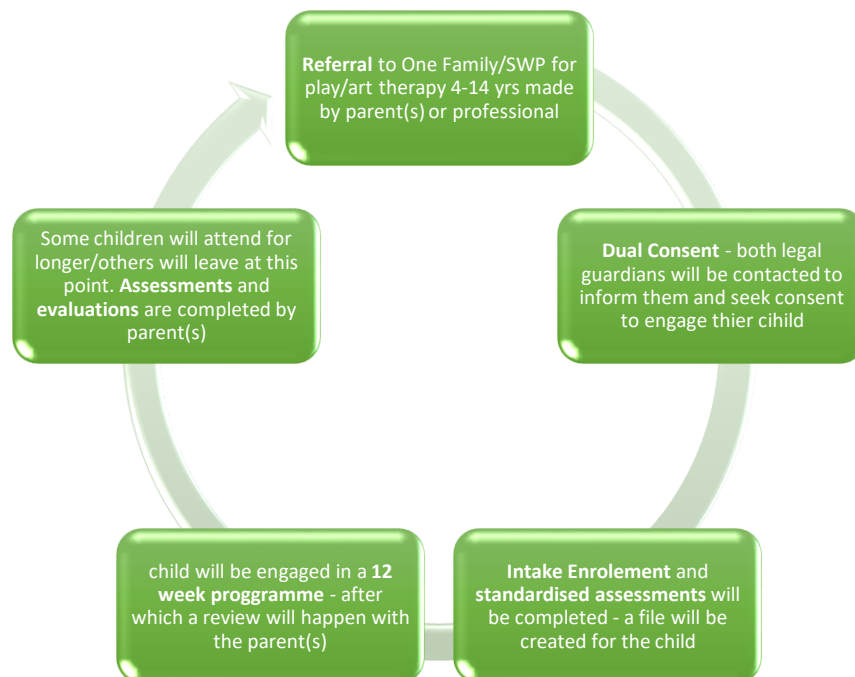 Referral to One Family/SWP for
play/art therapy 4-14 yrs made
by parent(s) or professional
Dual Consent - both legal
guardians will be contacted to
inform them and seek consent
to engage thier cihild
Intake Enrolement and
standardised assessments will
be completed - a file will be
created for the child
child will be engaged in a 12
week proggramme - after
which a review will happen with
the parent(s)
Some children will attend for
longer/others will leave at this
point. Assessments and
evaluations are completed by
parent(s)